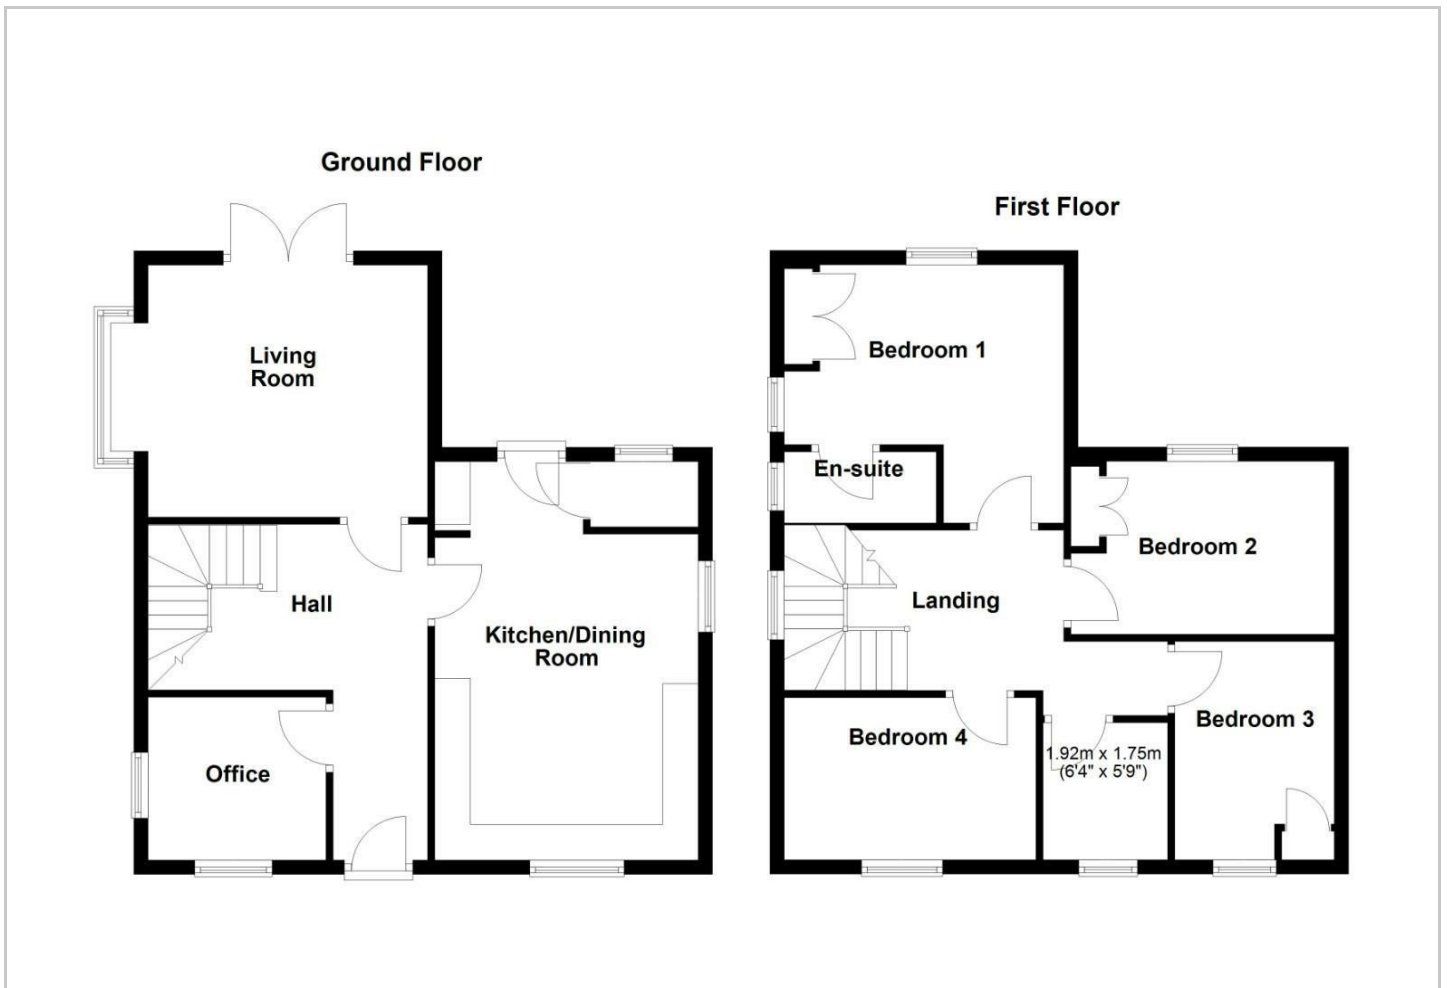 Ground Floor
Living
Room
Hall
Kitchen/Dining
Room
Office
First Floor
Bedroom 1
En-suite
Bedroom 2
Landing
Bedroom 3
Bedroom 4
1.92m x 1.75m
(6'4" x 5'9")